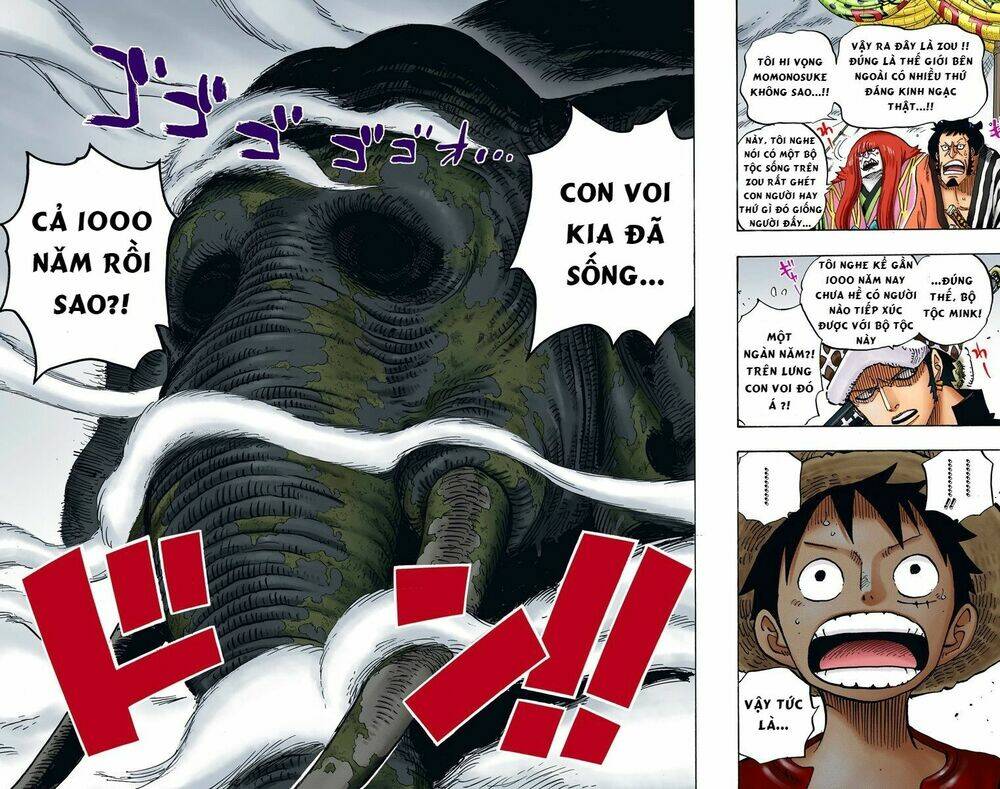 VẬY RA ĐÂY LÀ ZOU !!
ĐÚNG LÀ THẾ GIỚI BÊN
NGOÀI CÓ NHIỀU THỨ
ĐÁNG KINH NGẠC
THẬT...!!
TÔI HI VỌNG
MOMONOSUKE
KHÔNG SAO...!!
NÀY, TÔI NGHE
NÓI CÓ MỘT BỘ
TỘC SỐNG TRÊN
ZOU RẤT GHÉT
CON NGƯỜI HAY
THỨ GÌ ĐÓ GIỐNG
NGƯỜI ĐẤY...
...ĐÚNG
THẾ, BỘ
TỘC MINK!
TÔI NGHE KỂ GẦN
1000 NĂM NAY
CHƯA HỀ CÓ NGƯỜI
NÀO TIẾP XÚC
ĐƯỢC VỚI BỘ TỘC
NÀY
MỘT
NGÀN NĂM?!
TRÊN LƯNG
CON VOI ĐÓ
Á ?!
VẬY TỨC
LÀ...
CON VOI
KIA ĐÃ
SỐNG...
CẢ 1000
NĂM RỒI
SAO?!
ゴゴゴゴゴォ...
ドン!!